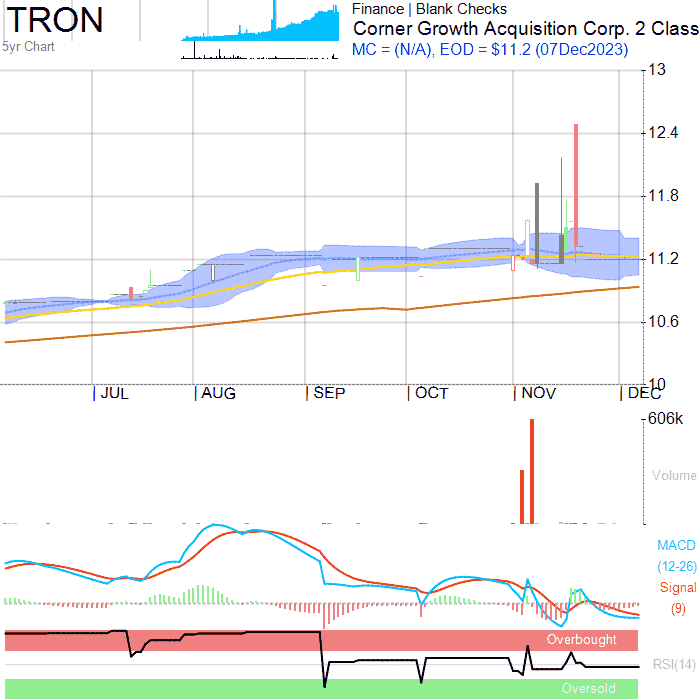 TRON
5yr Chart
Finance | Blank Checks
Corner Growth Acquisition Corp. 2 Class
MC = (N/A), EOD = $11.2 (07Dec2023)
13
12.4
11.8
11.2
10.6
10
JUL AUG SEP OCT NOV DEC
606k
Volume
MACD
(12-26)
Signal
(9)
Overbought
RSI(14)
Oversold